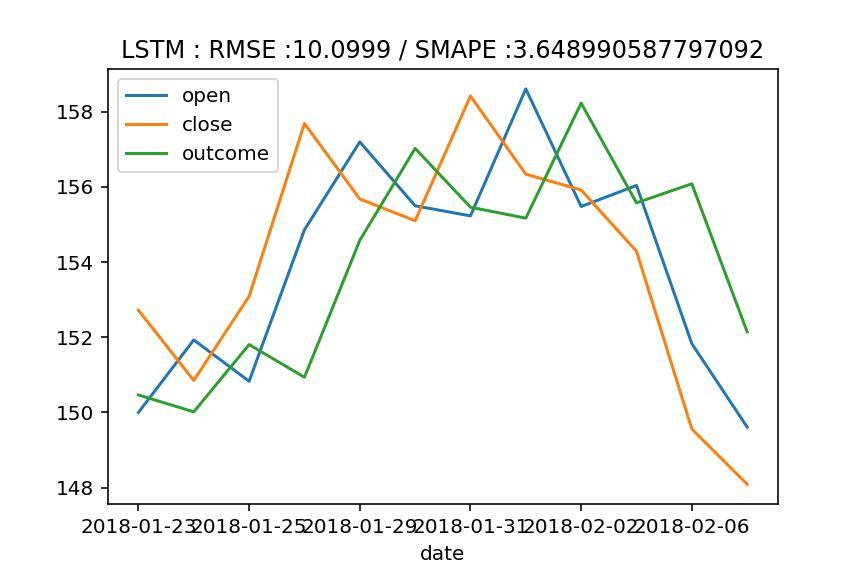 LSTM : RMSE :10.0999 / SMAPE :3.648990587797092
open
close
outcome
158
156
154
152
150
148
2018-01-23 2018-01-25 2018-01-29 2018-01-31 2018-02-02 2018-02-06
date